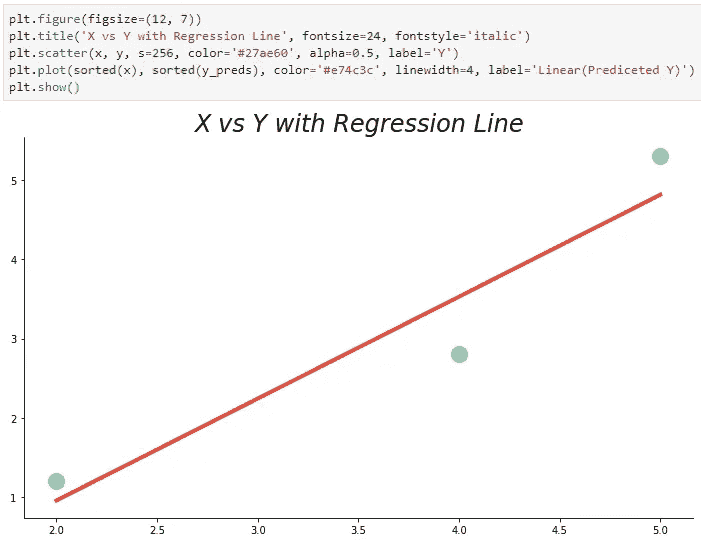 plt.figure(figsize=(12, 7))
plt.title('X vs Y with Regression Line', fontsize=24, fontstyle='italic')
plt.scatter(x, y, s=256, color='#27ae60', alpha=0.5, label='Y')
plt.plot(sorted(x), sorted(y_preds), color='#e74c3c', linewidth=4, label='Linear(Prediceted Y)')
plt.show()
X vs Y with Regression Line
5
4
3
2
1
2.0 2.5 3.0 3.5 4.0 4.5 5.0